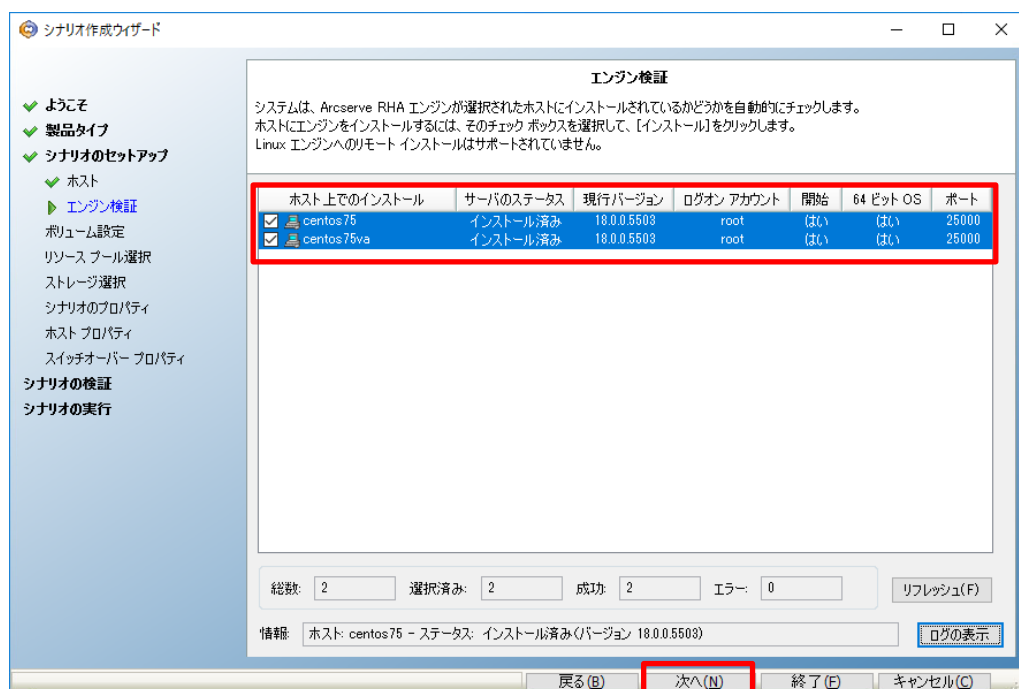 シナリオ作成ウィザード
エンジン検証
システムは、Arcserve RHA エンジンが選択されたホストにインストールされているかどうかを自動的にチェックします。
ホストにエンジンをインストールするには、そのチェック ボックスを選択して、[インストール]をクリックします。
Linux エンジンへのリモート インストールはサポートされていません。
ようこそ
製品タイプ
シナリオのセットアップ
ホスト
エンジン検証
ボリューム設定
リソース プール選択
ストレージ選択
シナリオのプロパティ
ホスト プロパティ
スイッチオーバー プロパティ
シナリオの検証
シナリオの実行
ホスト上でのインストール サーバのステータス 現行バージョン ログオン アカウント 開始 64 ビット OS ポート
centos75 インストール済み 18.0.0.5503 root はい はい 25000
centos75va インストール済み 18.0.0.5503 root はい はい 25000
総数: 2 選択済み: 2 成功: 2 エラー: 0 リフレッシュ(F)
情報: ホスト: centos75 - ステータス: インストール済み(バージョン 18.0.0.5503) ログの表示
戻る(B) 次へ(N) 終了(F) キャンセル(C)